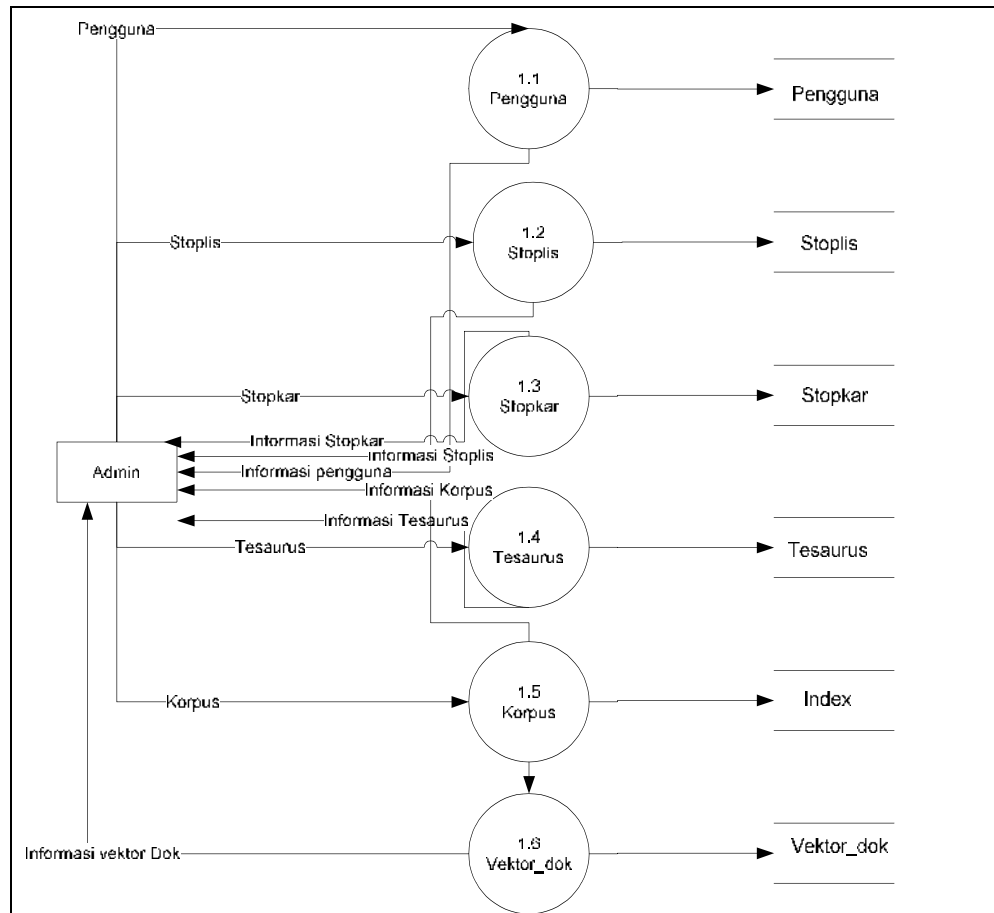 Pengguna
1.1
Pengguna
Pengguna
Stoplis
1.2
Stoplis
Stoplis
Stopkar
1.3
Stopkar
Stopkar
Informasi Stopkar
Informasi Stoplis
Admin
Informasi pengguna
Informasi Korpus
Informasi Tesaurus
Tesaurus
1.4
Tesaurus
Tesaurus
Korpus
1.5
Korpus
Index
Informasi vektor Dok
1.6
Vektor_dok
Vektor_dok